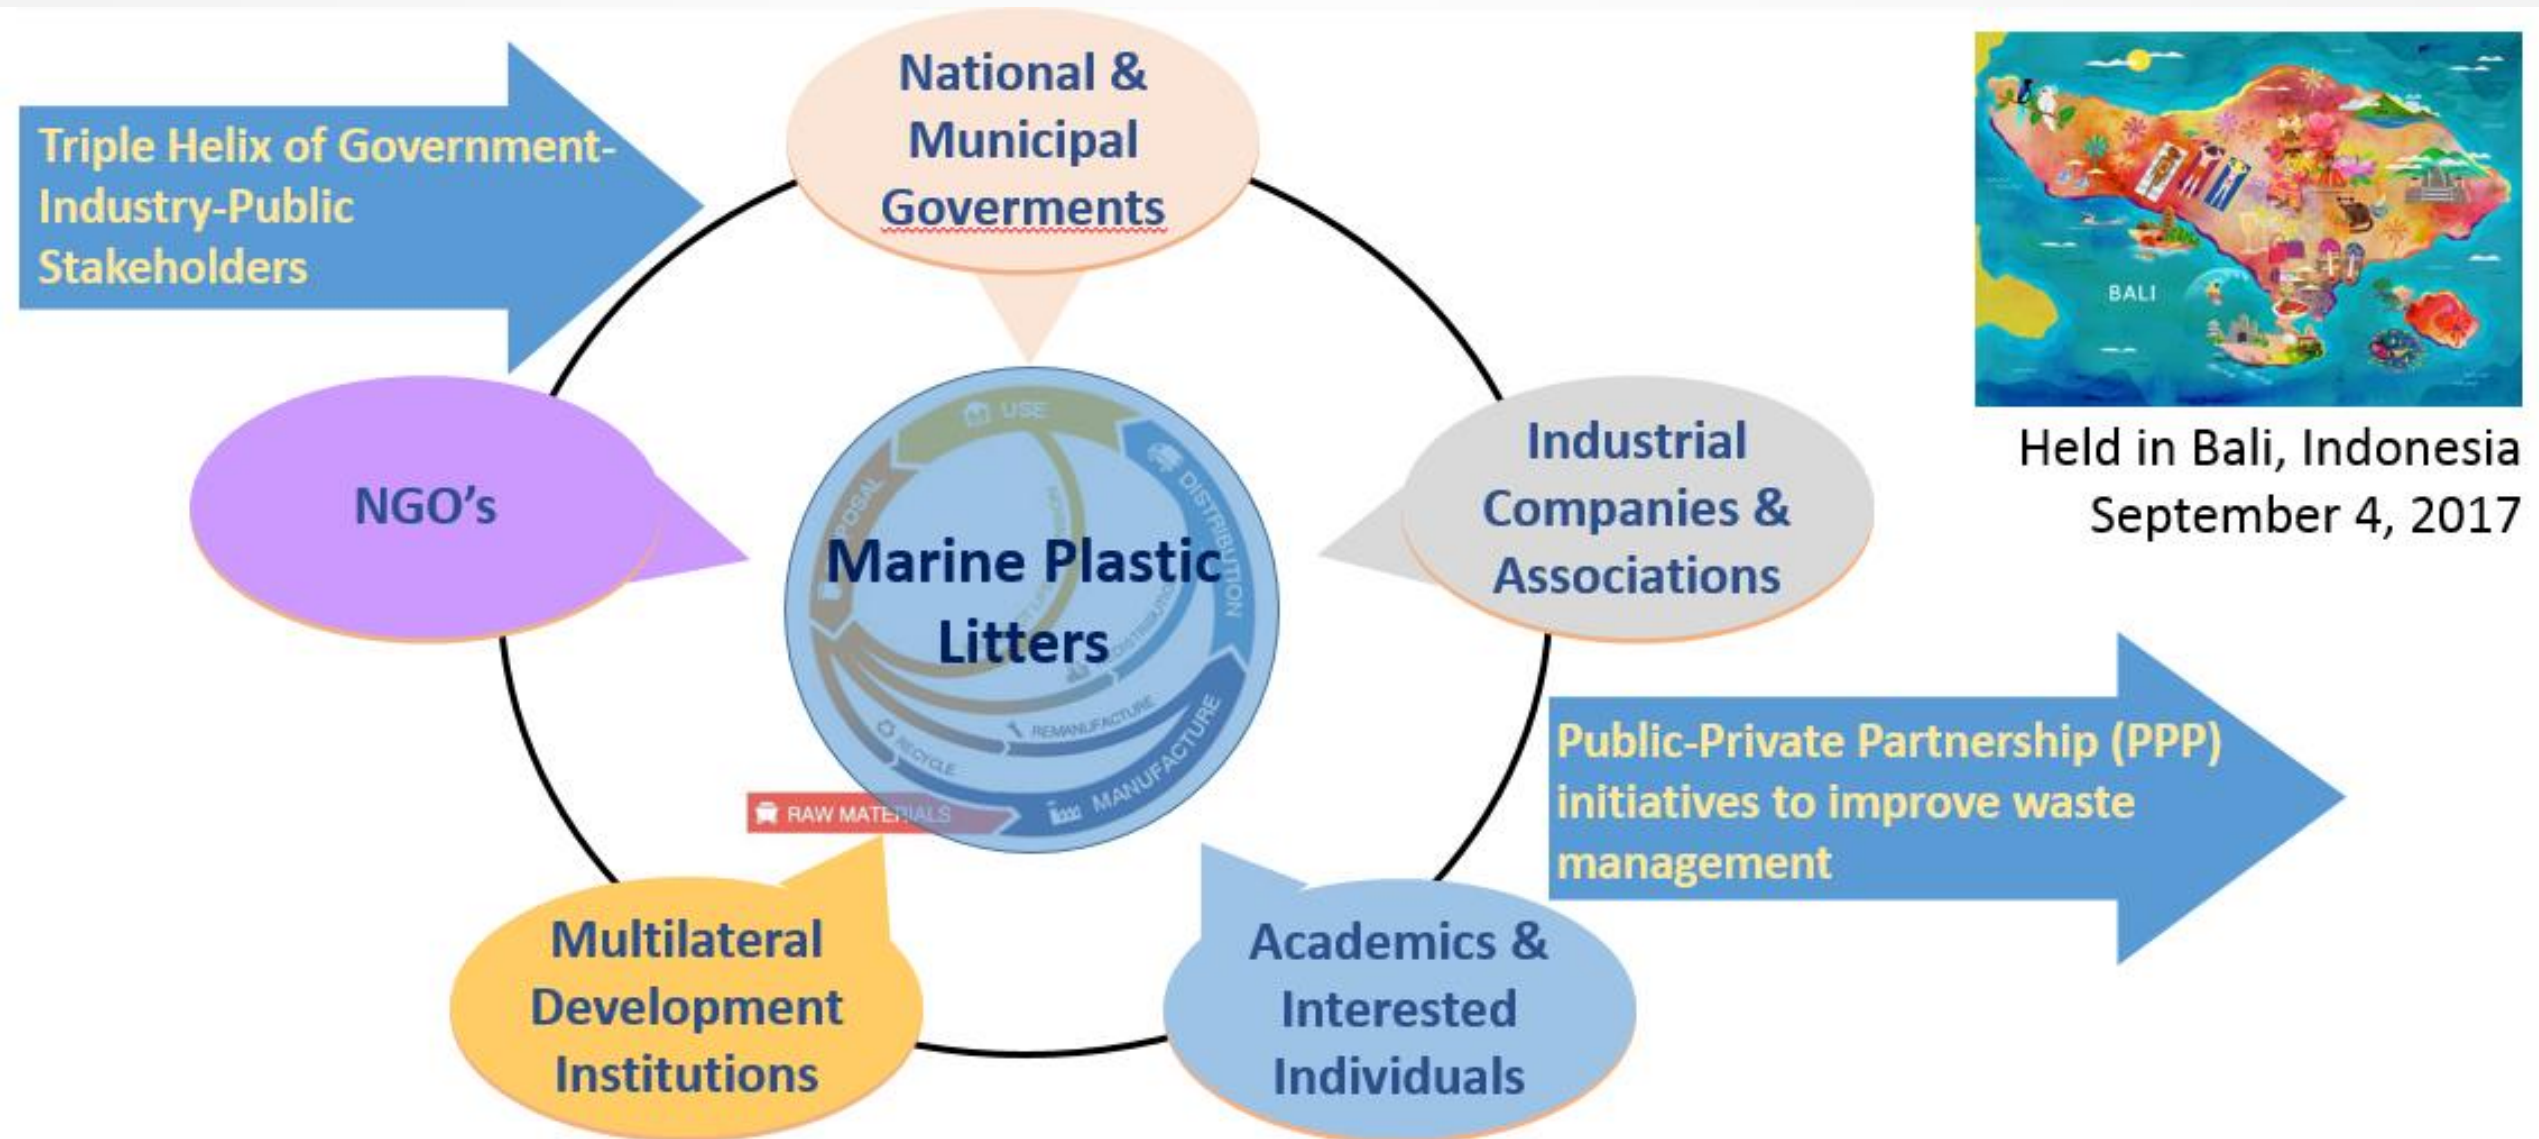 Triple Helix of Government-
Industry-Public
Stakeholders
National &
Municipal
Goverments
BALI
Held in Bali, Indonesia
September 4, 2017
NGO's
Industrial
Companies &
Associations
Marine Plastic
Litters
USE
DISTRIBUTION
REMANUFACTURE
RECYCLE
MANUFACTURE
RAW MATERIALS
Public-Private Partnership (PPP)
initiatives to improve waste
management
Multilateral
Development
Institutions
Academics &
Interested
Individuals